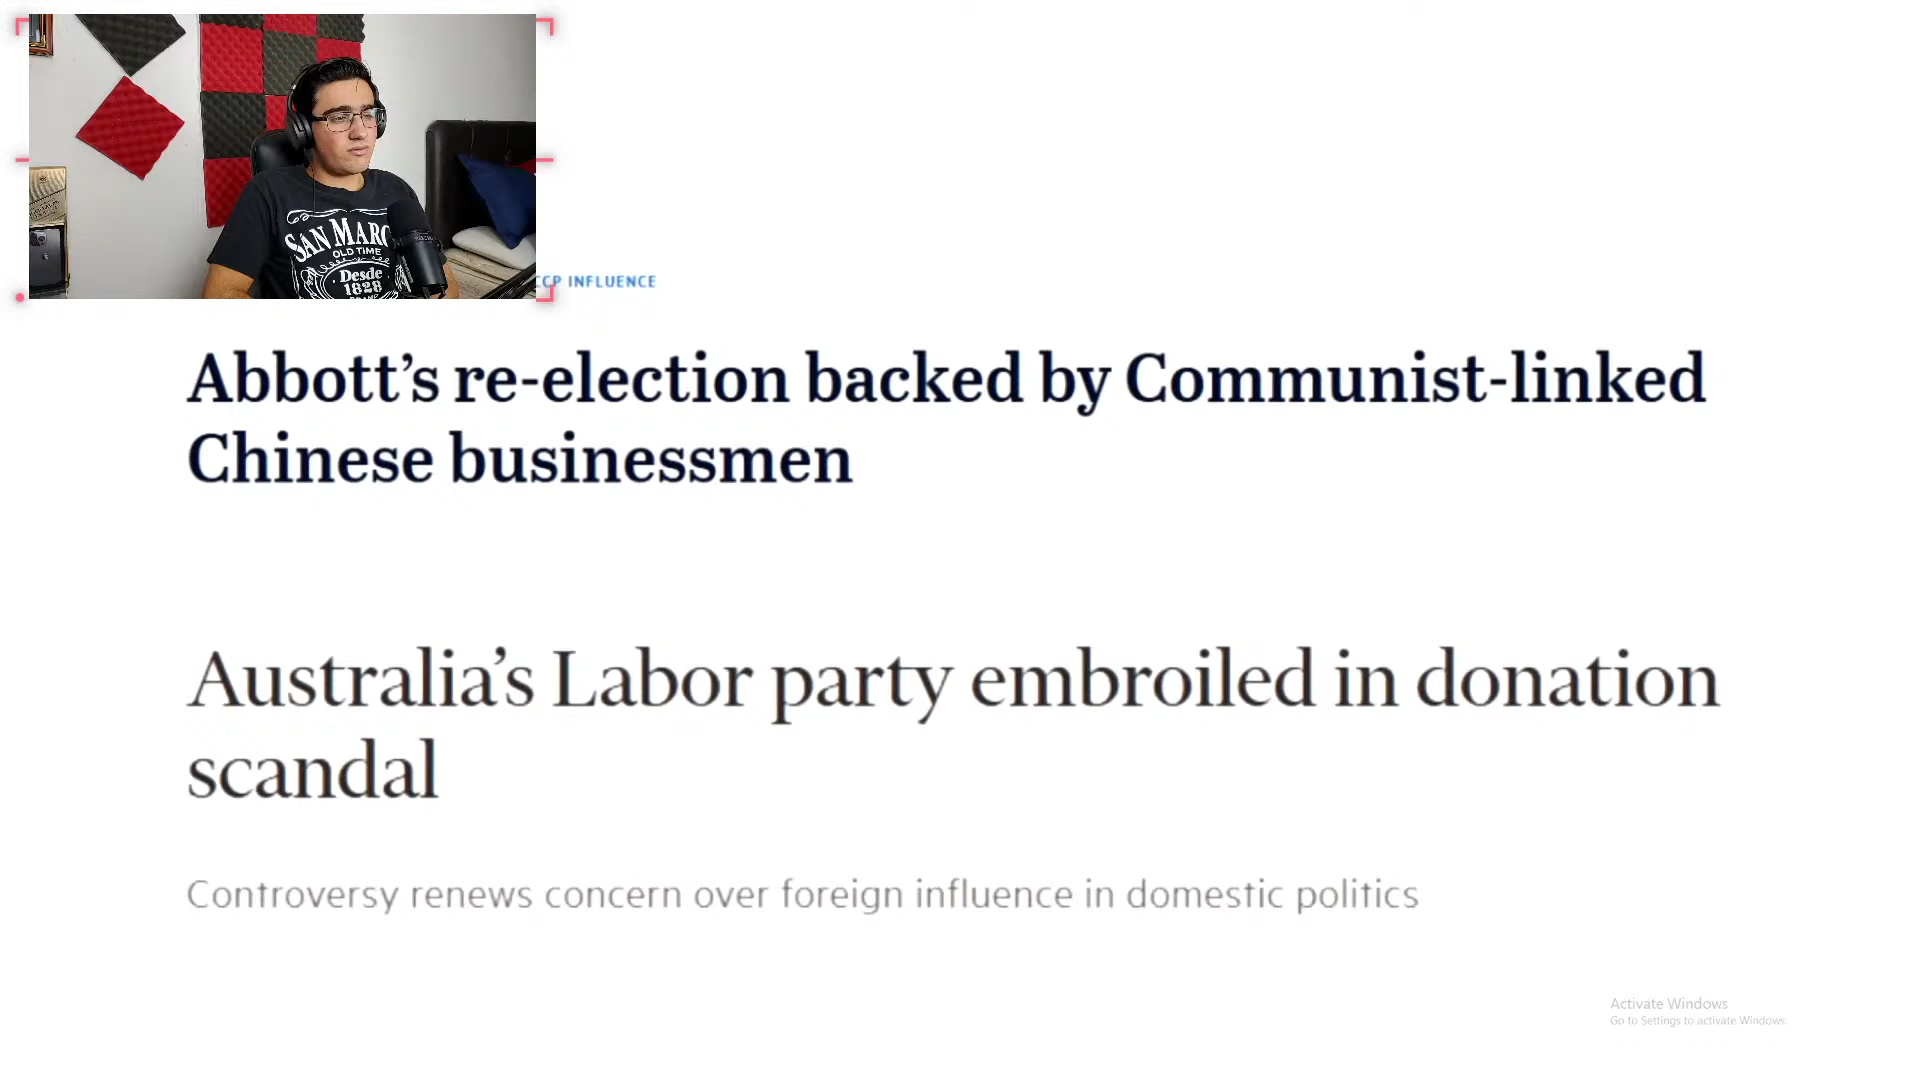 SAN MARC
OLD TIME
Desde
1828
CCP INFLUENCE
Abbott’s re-election backed by Communist-linked
Chinese businessmen
Australia’s Labor party embroiled in donation
scandal
Controversy renews concern over foreign influence in domestic politics
Activate Windows
Go to Settings to activate Windows.